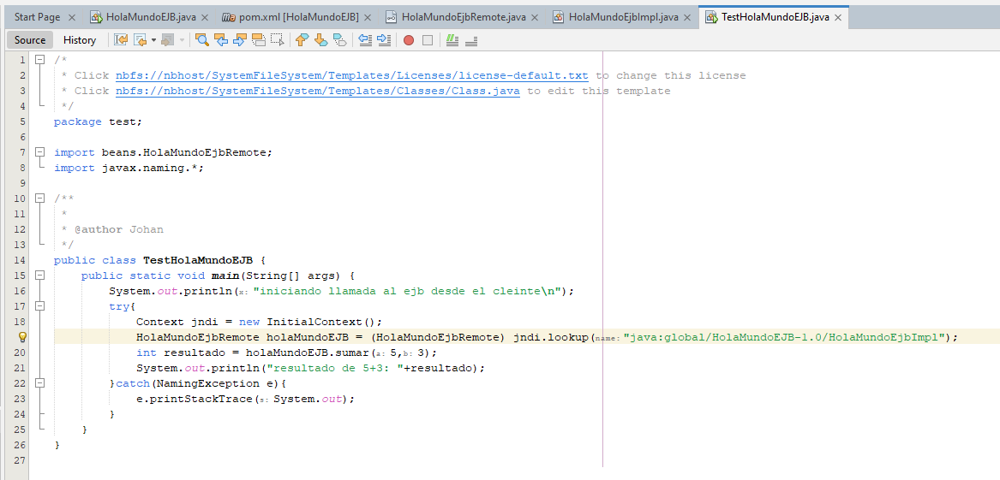 Start Page HolaMundoEJB.java pom.xml [HolaMundoEJB] HolaMundoEjbRemote.java HolaMundoEjbImpl.java TestHolaMundoEJB.java
Source History
1 /*
2 * Click nbfs://nbhost/SystemFileSystem/Templates/Licenses/license-default.txt to change this license
3 * Click nbfs://nbhost/SystemFileSystem/Templates/Classes/Class.java to edit this template
4 */
5 package test;
6
7 import beans.HolaMundoEjbRemote;
8 import javax.naming.*;
9
10 /**
11 *
12 * @author Johan
13 */
14 public class TestHolaMundoEJB {
15 public static void main(String[] args) {
16 System.out.println(x: "iniciando llamada al ejb desde el cleinte\n");
17 try{
18 Context jndi = new InitialContext();
HolaMundoEjbRemote holaMundoEJB = (HolaMundoEjbRemote) jndi.lookup(name: "java:global/HolaMundoEJB-1.0/HolaMundoEjbImpl");
20 int resultado = holaMundoEJB.sumar(a: 5,b: 3);
21 System.out.println("resultado de 5+3: "+resultado);
22 }catch(NamingException e){
23 e.printStackTrace(s: System.out);
24 }
25 }
26 }
27